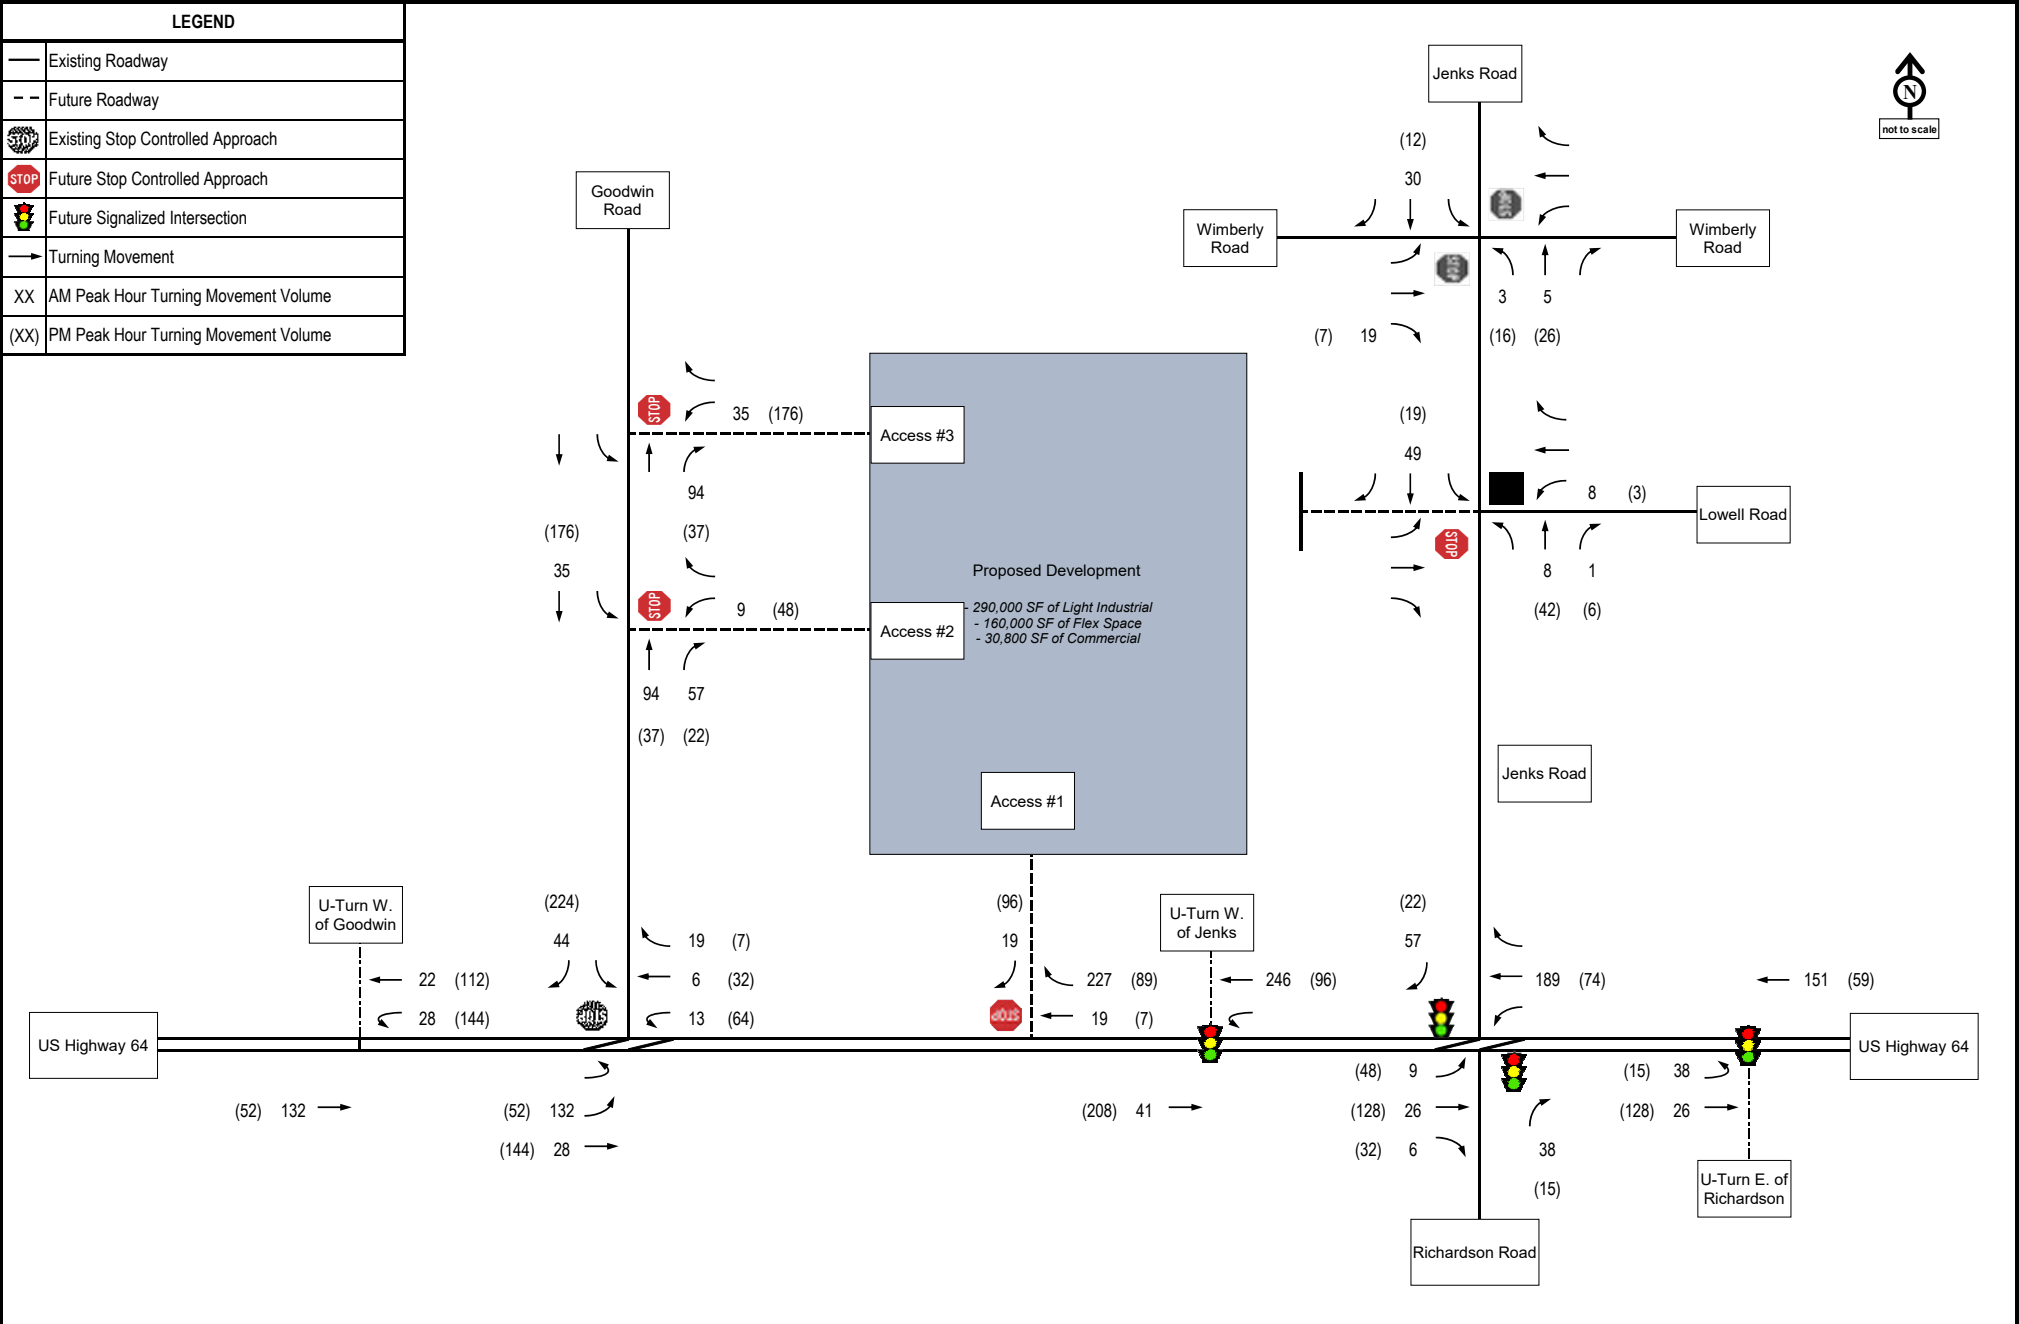 LEGEND
Existing Roadway
Future Roadway
Existing Stop Controlled Approach
STOP Future Stop Controlled Approach
Future Signalized Intersection
Turning Movement
XX AM Peak Hour Turning Movement Volume
(XX) PM Peak Hour Turning Movement Volume
N
not to scale
Jenks Road
(12)
30
Wimberly
Road
Wimberly
Road
3 5
(7) 19
(16) (26)
Goodwin
Road
STOP
35 (176)
Access #3
94
(37)
(176)
35
STOP
9 (48)
Access #2
94 57
(37) (22)
Proposed Development
- 290,000 SF of Light Industrial
- 160,000 SF of Flex Space
- 30,800 SF of Commercial
Access #1
(19)
49
8 (3)
Lowell Road
STOP
8 1
(42) (6)
Jenks Road
U-Turn W.
of Goodwin
22 (112)
28 (144)
US Highway 64
(52) 132
(224)
44
19 (7)
6 (32)
13 (64)
(52) 132
(144) 28
(96)
19
STOP
227 (89)
19 (7)
U-Turn W.
of Jenks
246 (96)
(208) 41
(22)
57
189 (74)
151 (59)
US Highway 64
(48) 9
(128) 26
(32) 6
38
(15)
(15) 38
(128) 26
U-Turn E. of
Richardson
Richardson Road